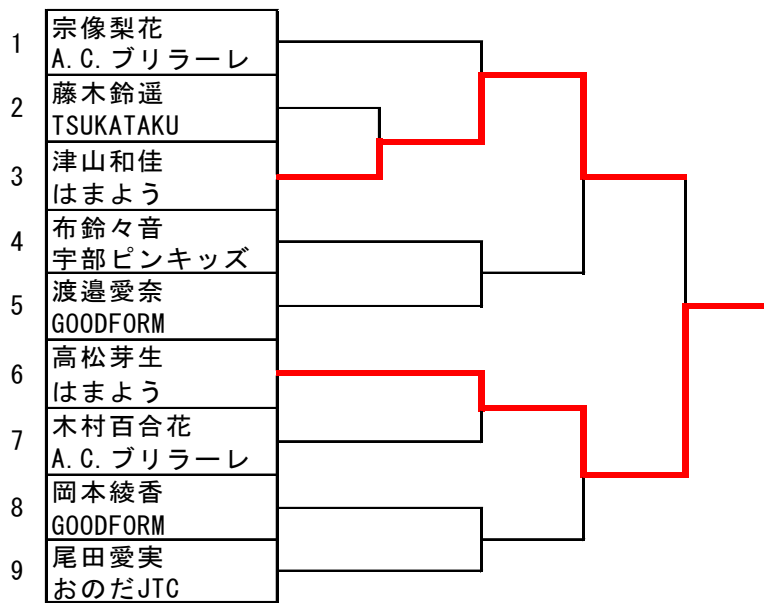 1
宗像梨花
A.C.ブリラーレ
2
藤木鈴遥
TSUKATAKU
3
津山和佳
はまよう
4
布鈴々音
宇部ピンキッズ
5
渡邉愛奈
GOODFORM
6
高松芽生
はまよう
7
木村百合花
A.C.ブリラーレ
8
岡本綾香
GOODFORM
9
尾田愛実
おのだJTC